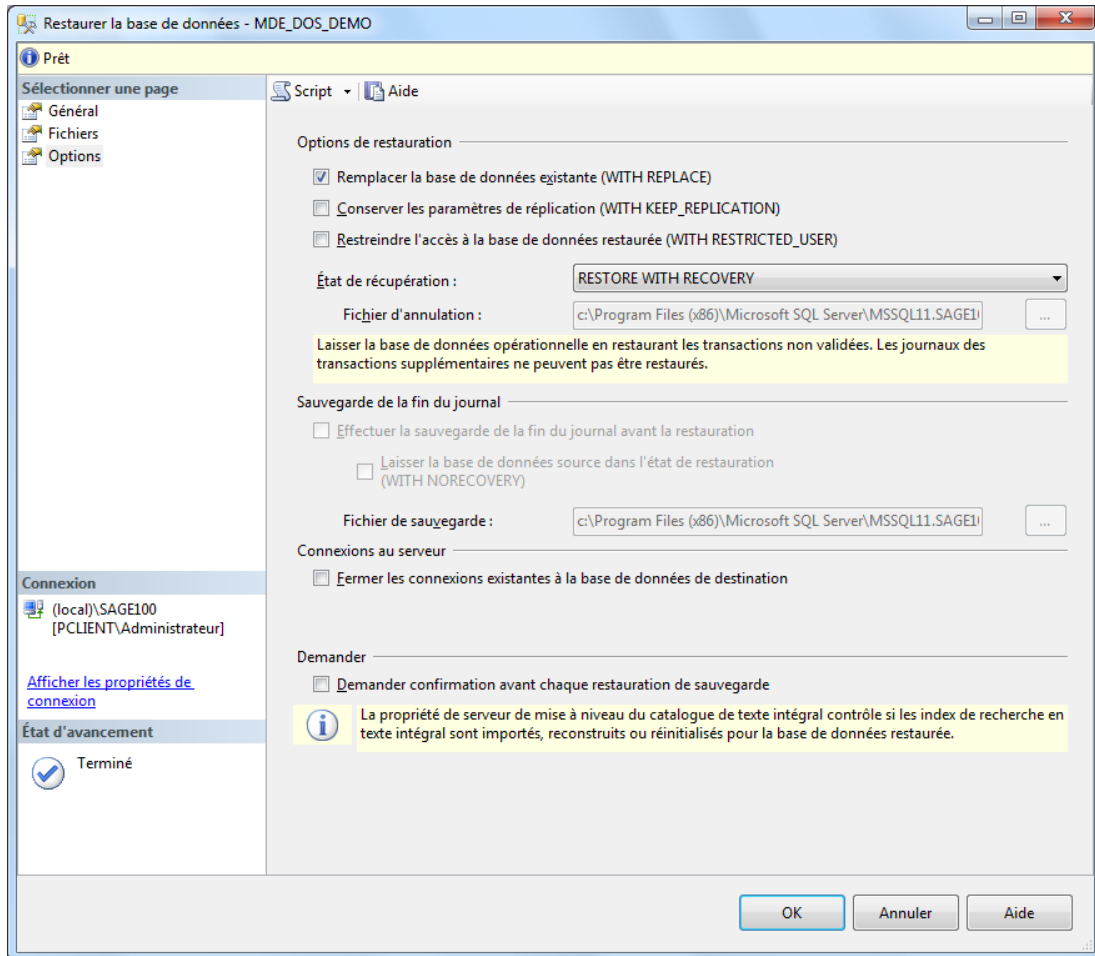 Restaurer la base de données - MDE_DOS_DEMO
Prêt
Sélectionner une page
Général
Fichiers
Options
Script
Aide
Options de restauration
Remplacer la base de données existante (WITH REPLACE)
Conserver les paramètres de réplication (WITH KEEP_REPLICATION)
Restreindre l'accès à la base de données restaurée (WITH RESTRICTED_USER)
État de récupération :
RESTORE WITH RECOVERY
Fichier d'annulation :
c:\Program Files (x86)\Microsoft SQL Server\MSSQL11.SAGE10
...
Laisser la base de données opérationnelle en restaurant les transactions non validées. Les journaux des
transactions supplémentaires ne peuvent pas être restaurés.
Sauvegarde de la fin du journal
Effectuer la sauvegarde de la fin du journal avant la restauration
Laisser la base de données source dans l'état de restauration
(WITH NORECOVERY)
Fichier de sauvegarde :
c:\Program Files (x86)\Microsoft SQL Server\MSSQL11.SAGE10
...
Connexions au serveur
Fermer les connexions existantes à la base de données de destination
Demander
Demander confirmation avant chaque restauration de sauvegarde
La propriété de serveur de mise à niveau du catalogue de texte intégral contrôle si les index de recherche en
texte intégral sont importés, reconstruits ou réinitialisés pour la base de données restaurée.
Connexion
(local)\SAGE100
[PCLIENT\Administrateur]
Afficher les propriétés de
connexion
État d'avancement
Terminé
OK
Annuler
Aide